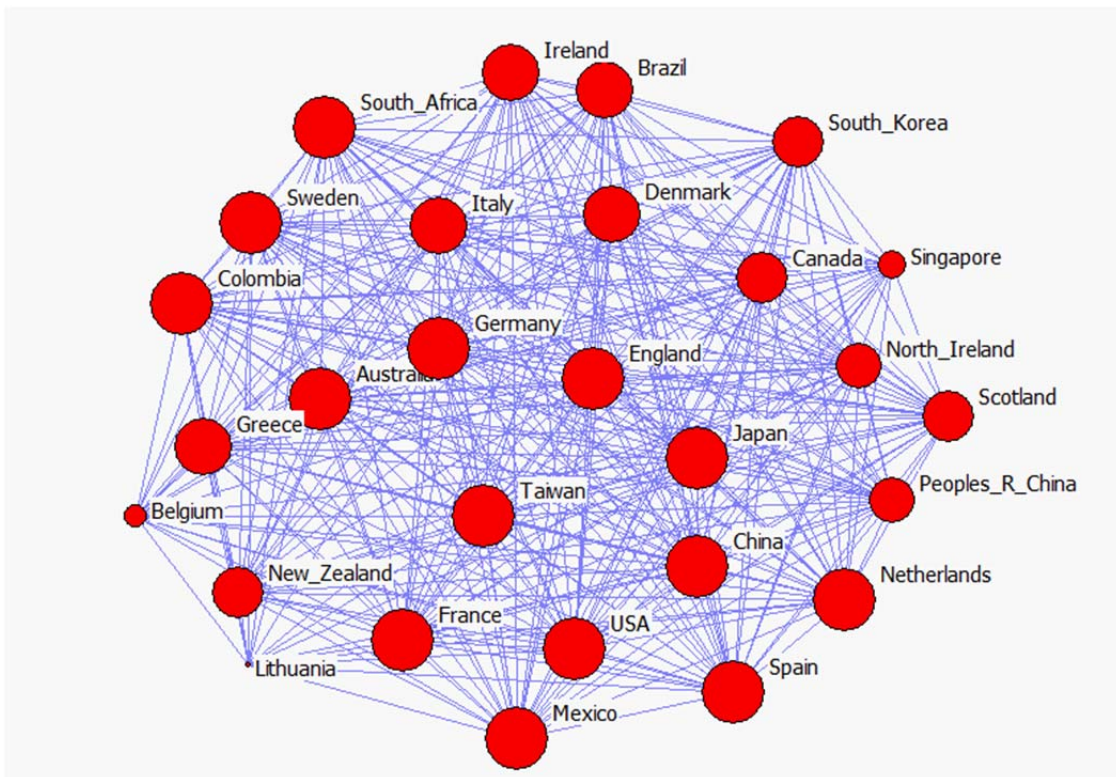 Ireland
Brazil
South_Africa
South_Korea
Sweden
Italy
Denmark
Canada
Singapore
Colombia
Germany
England
North_Ireland
Australia
Scotland
Greece
Japan
Peoples_R_China
Taiwan
Belgium
China
New_Zealand
Netherlands
France
USA
Lithuania
Spain
Mexico